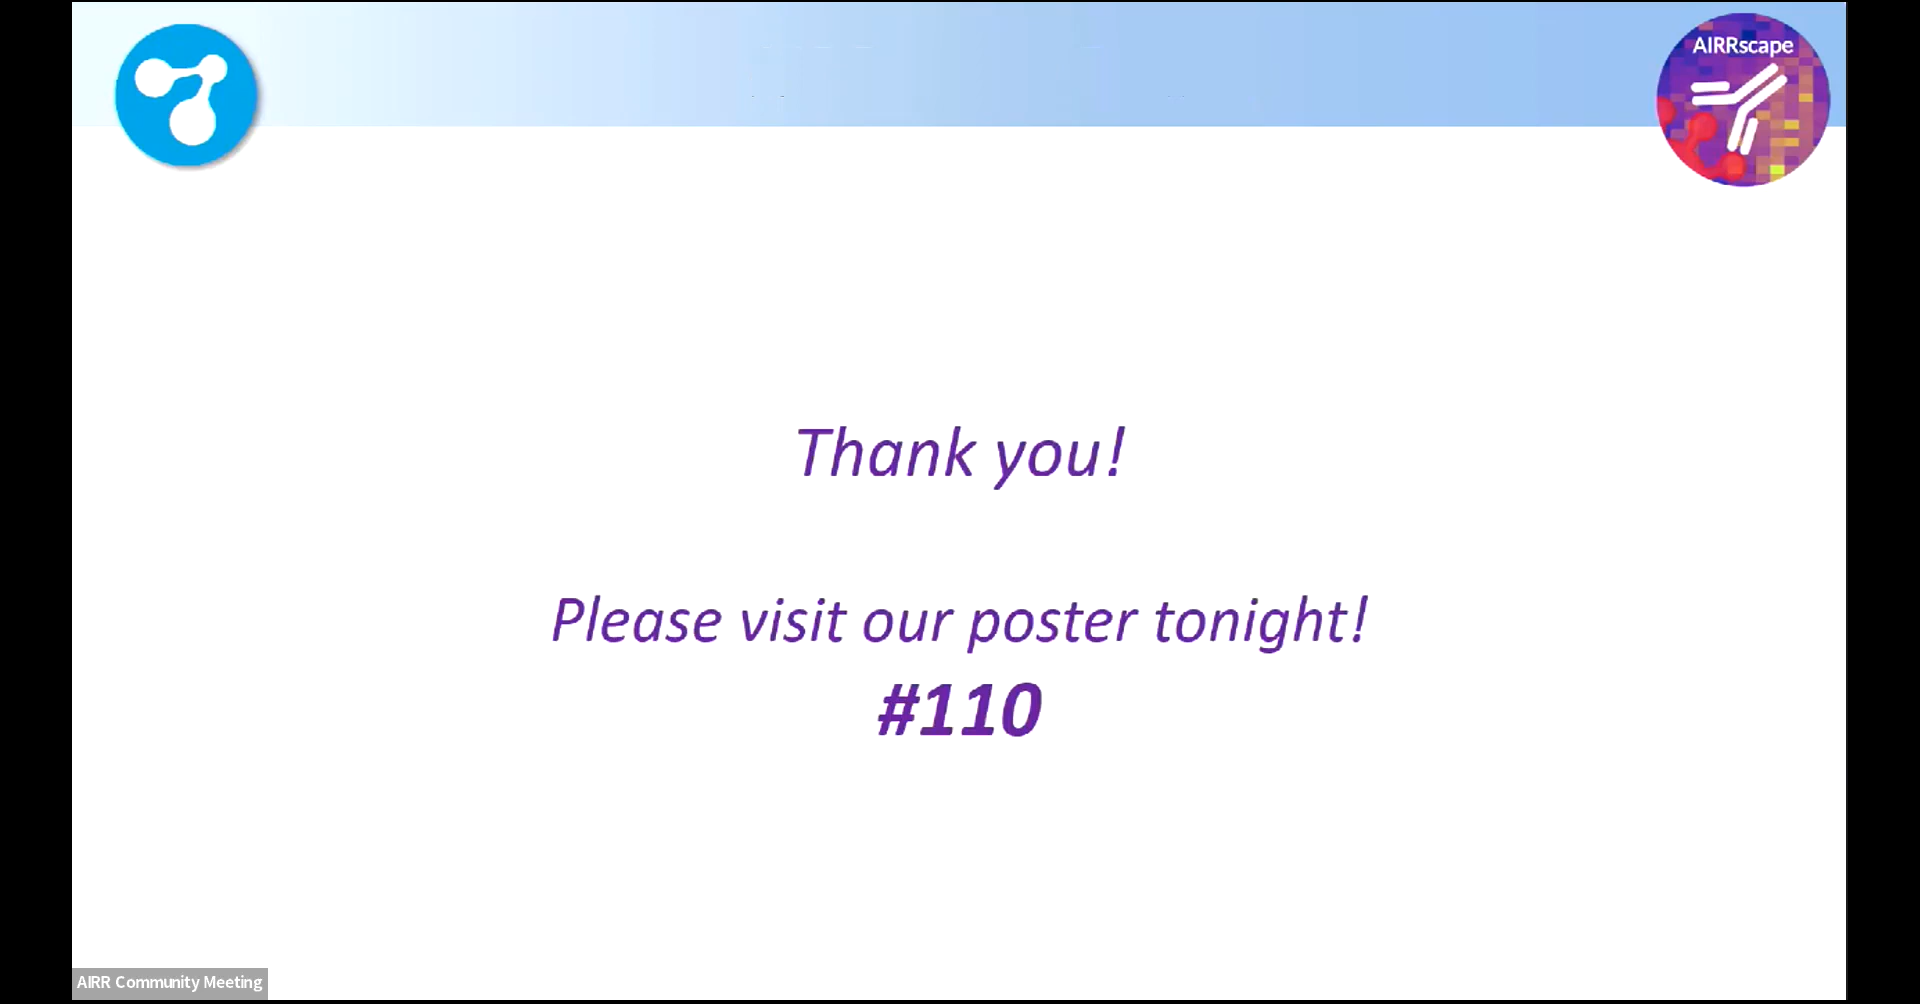 AIRRscape
Thank you!
Please visit our poster tonight!
#110
AIRR Community Meeting